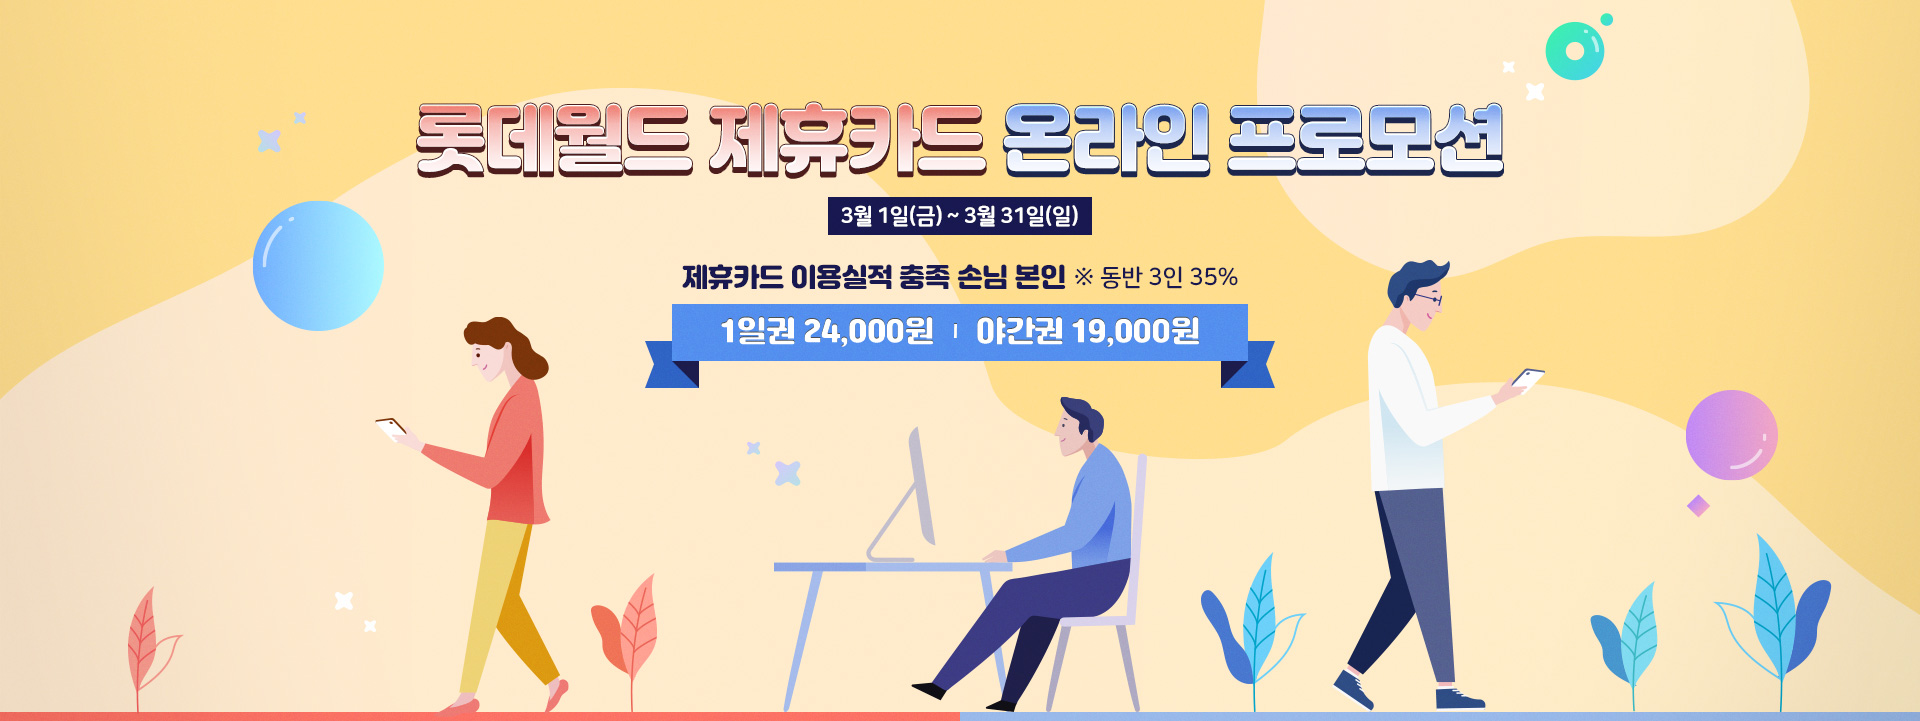 롯데월드 제휴카드 온라인 프로모션
3월 1일(금) ~ 3월 31일(일)
제휴카드 이용실적 충족 손님 본인 ※ 동반 3인 35%
1일권 24,000원 | 야간권 19,000원